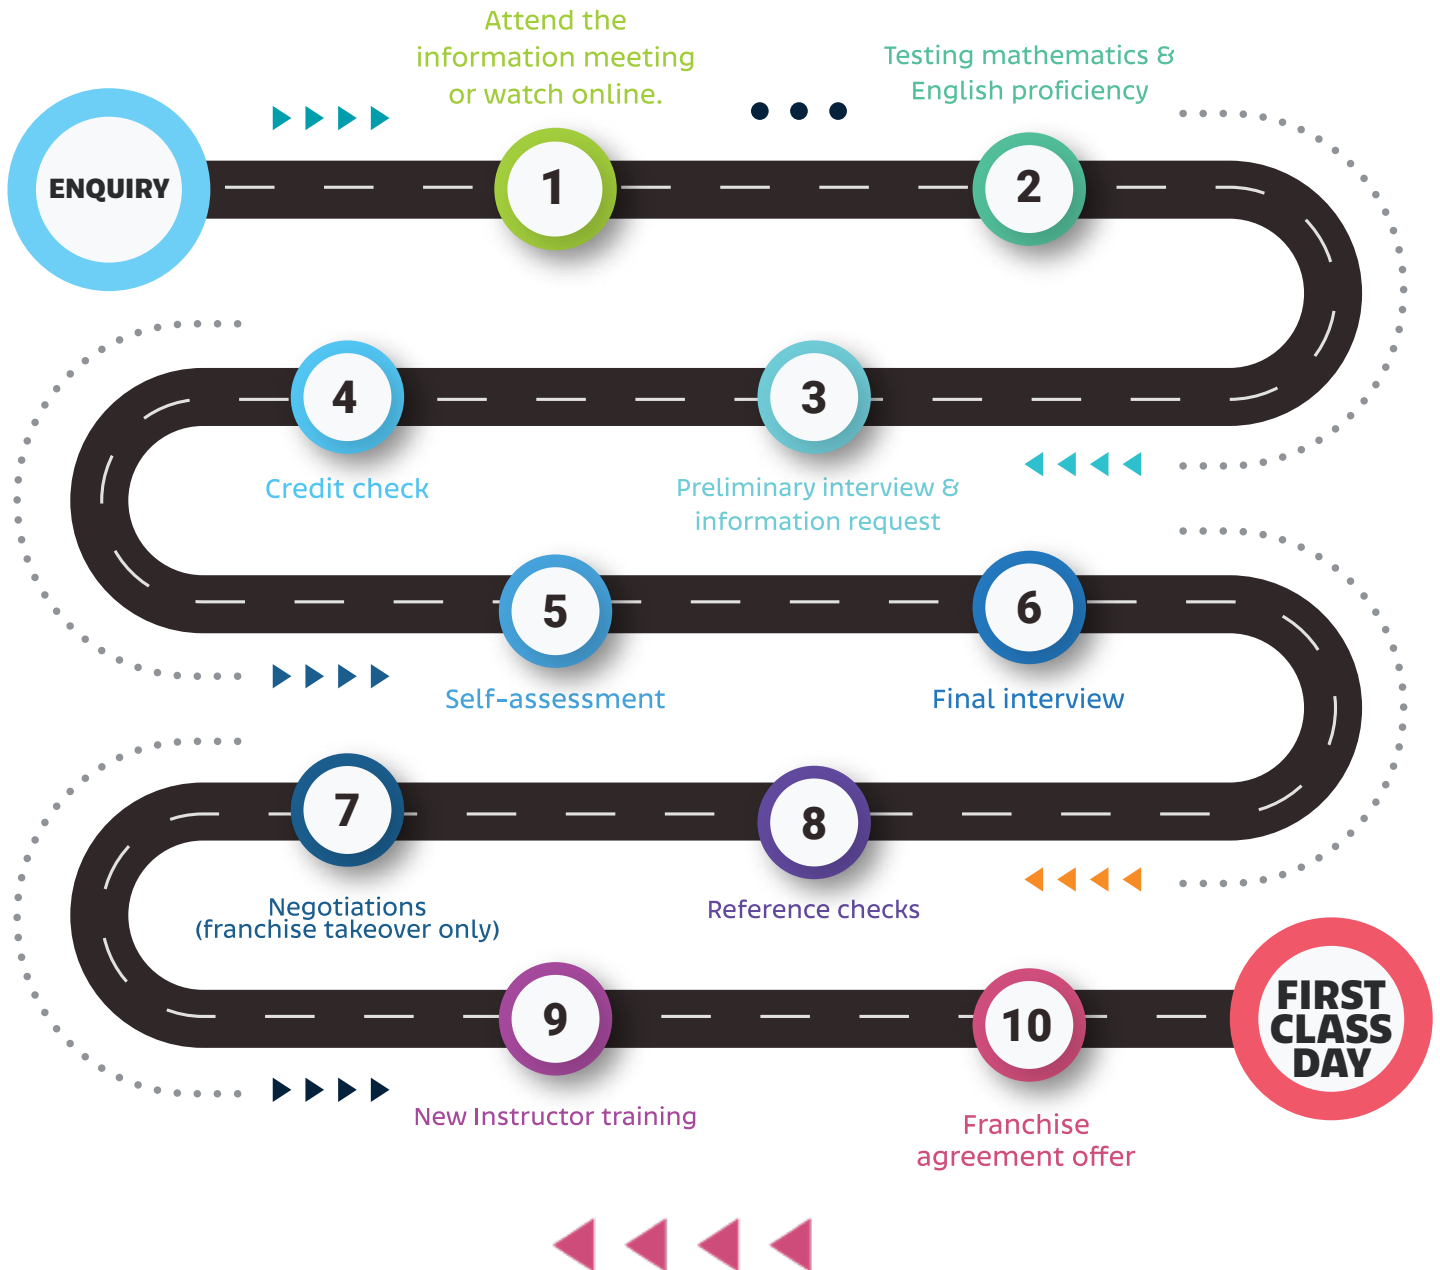 Attend the
information meeting
or watch online.
Testing mathematics &
English proficiency
ENQUIRY
1
2
4
3
Credit check
Preliminary interview &
information request
5
6
Self-assessment
Final interview
7
8
Negotiations
(franchise takeover only)
Reference checks
9
10
FIRST
CLASS
DAY
New Instructor training
Franchise
agreement offer